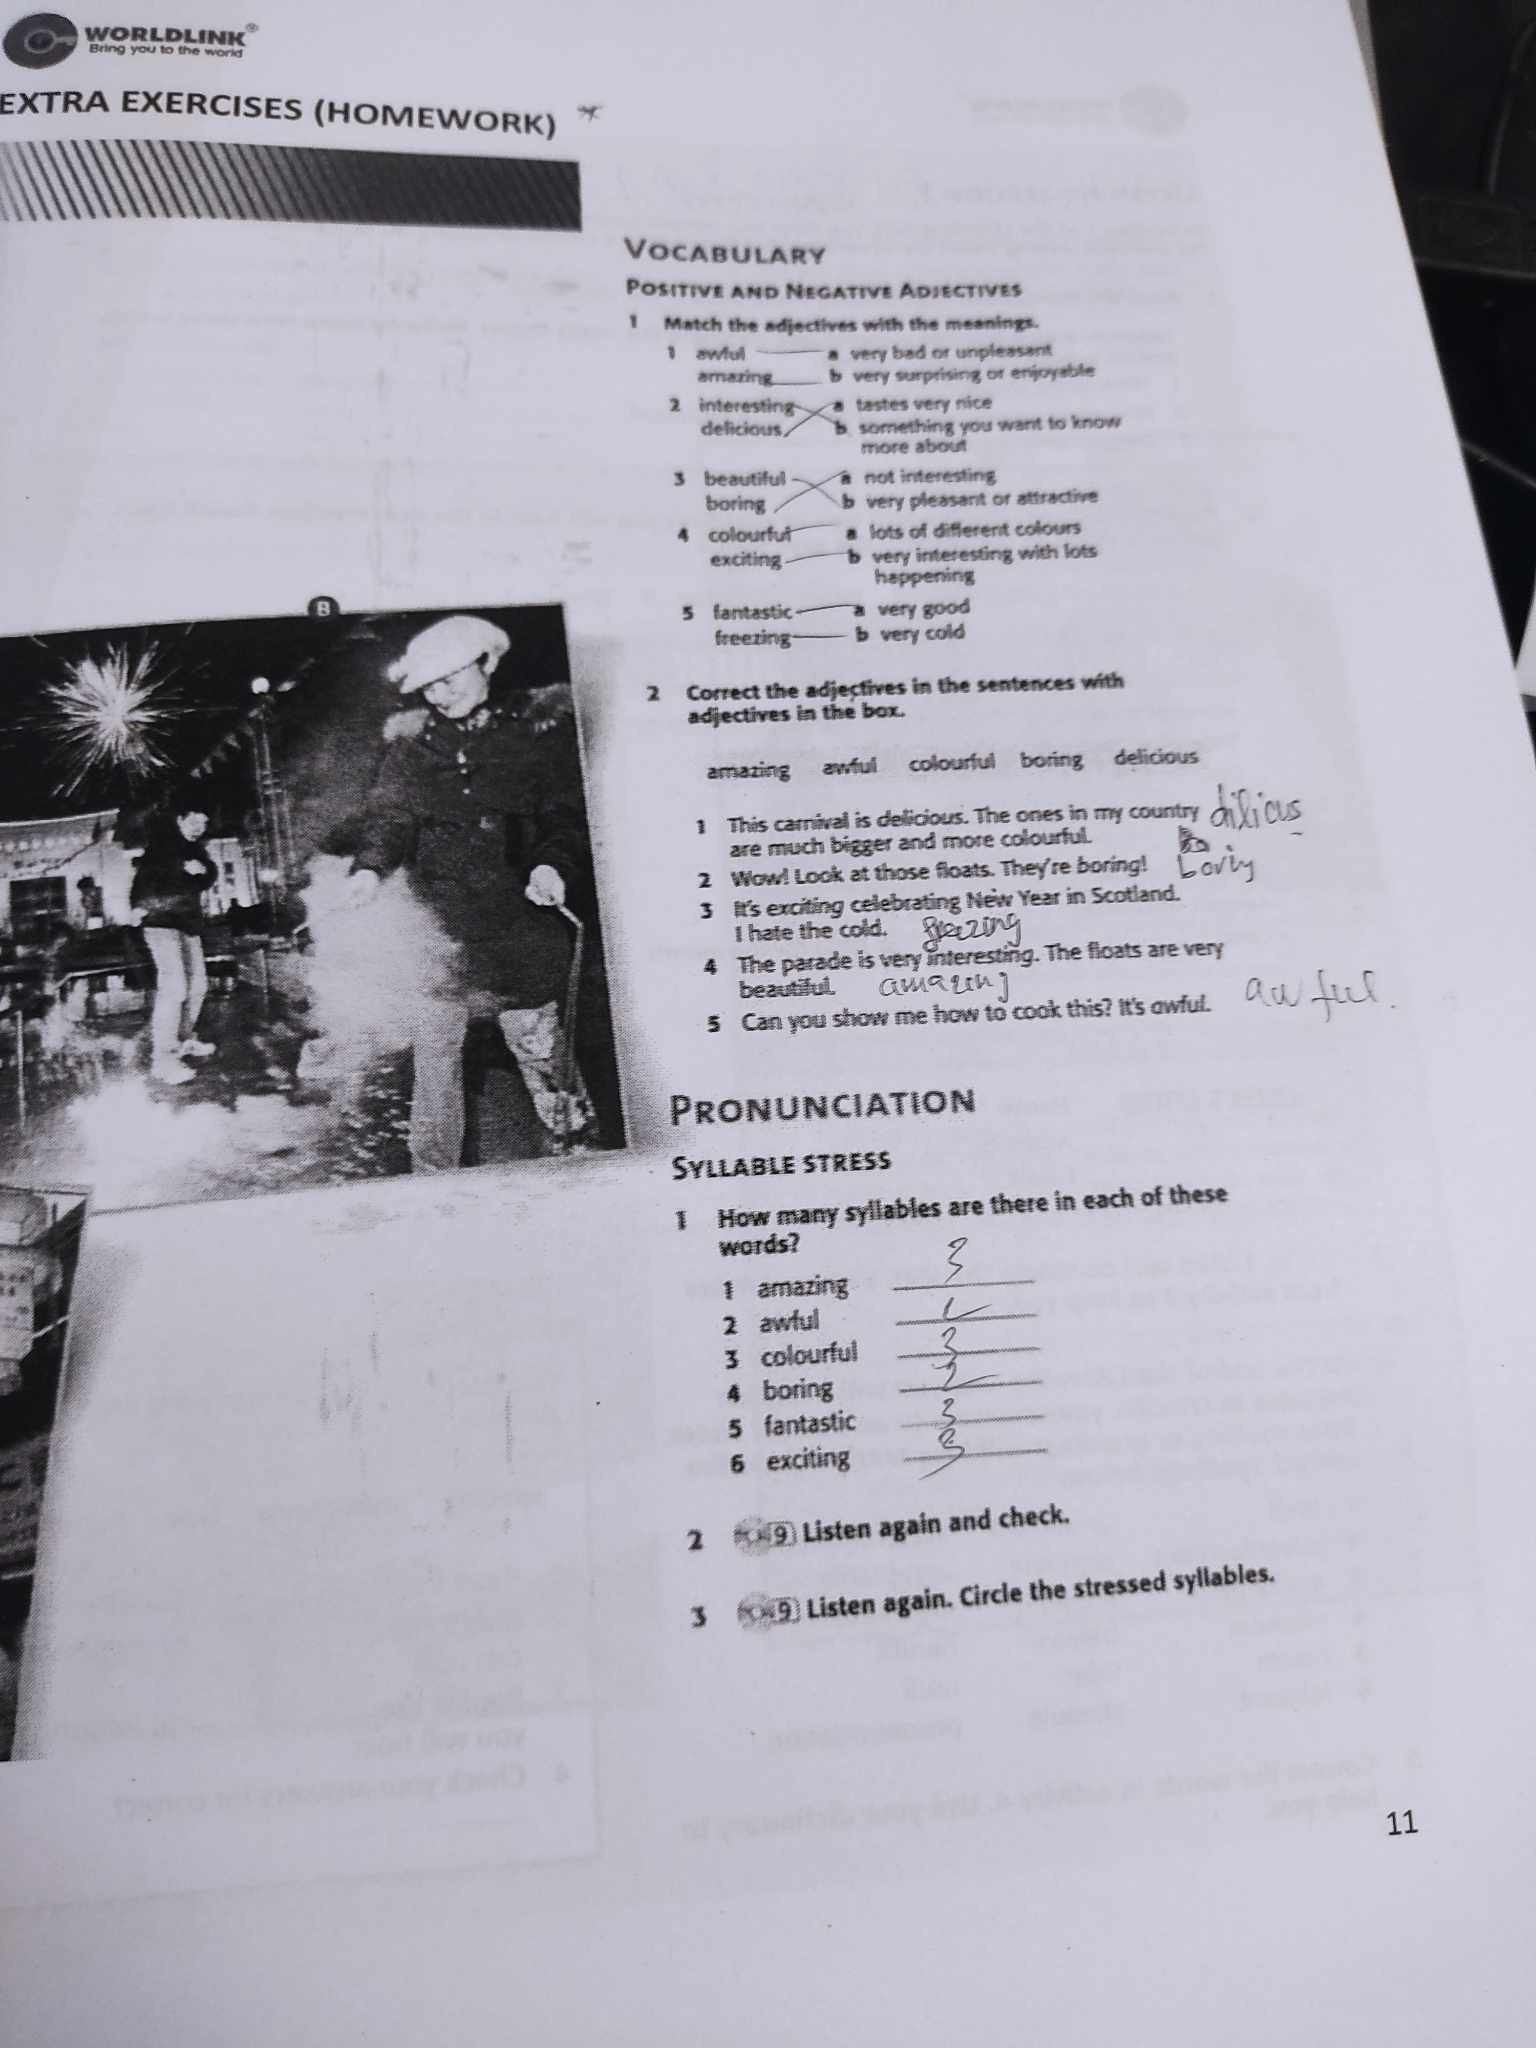 WORLDLINK®
Bring you to the world
EXTRA EXERCISES (HOMEWORK)
VOCABULARY
POSITIVE AND NEGATIVE ADJECTIVES
1 Match the adjectives with the meanings.
1 awful a very bad or unpleasant
amazing b very surprising or enjoyable
2 interesting a tastes very nice
delicious b something you want to know
more about
3 beautiful a not interesting
boring b very pleasant or attractive
4 colourful a lots of different colours
exciting b very interesting with lots
happening
B
5 fantastic a very good
freezing b very cold
2 Correct the adjectives in the sentences with
adjectives in the box.
amazing awful colourful boring delicious
1 This carnival is delicious. The ones in my country dilicus
are much bigger and more colourful.
2 Wow! Look at those floats. They're boring!
3 It's exciting celebrating New Year in Scotland.
I hate the cold. freezing
4 The parade is very interesting. The floats are very
beautiful. amazing
5 Can you show me how to cook this? It's awful. awful.
PRONUNCIATION
SYLLABLE STRESS
1 How many syllables are there in each of these
words?
1 amazing 3
2 awful
3 colourful 3
4 boring 2
5 fantastic 3
6 exciting 3
2 9 Listen again and check.
3 9 Listen again. Circle the stressed syllables.
11